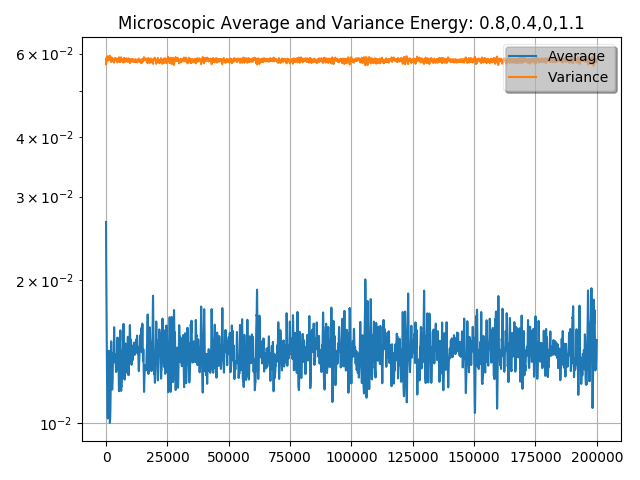 Microscopic Average and Variance Energy: 0.8,0.4,0,1.1
6 × 10⁻²
Average
Variance
4 × 10⁻²
3 × 10⁻²
2 × 10⁻²
10⁻²
0 25000 50000 75000 100000 125000 150000 175000 200000